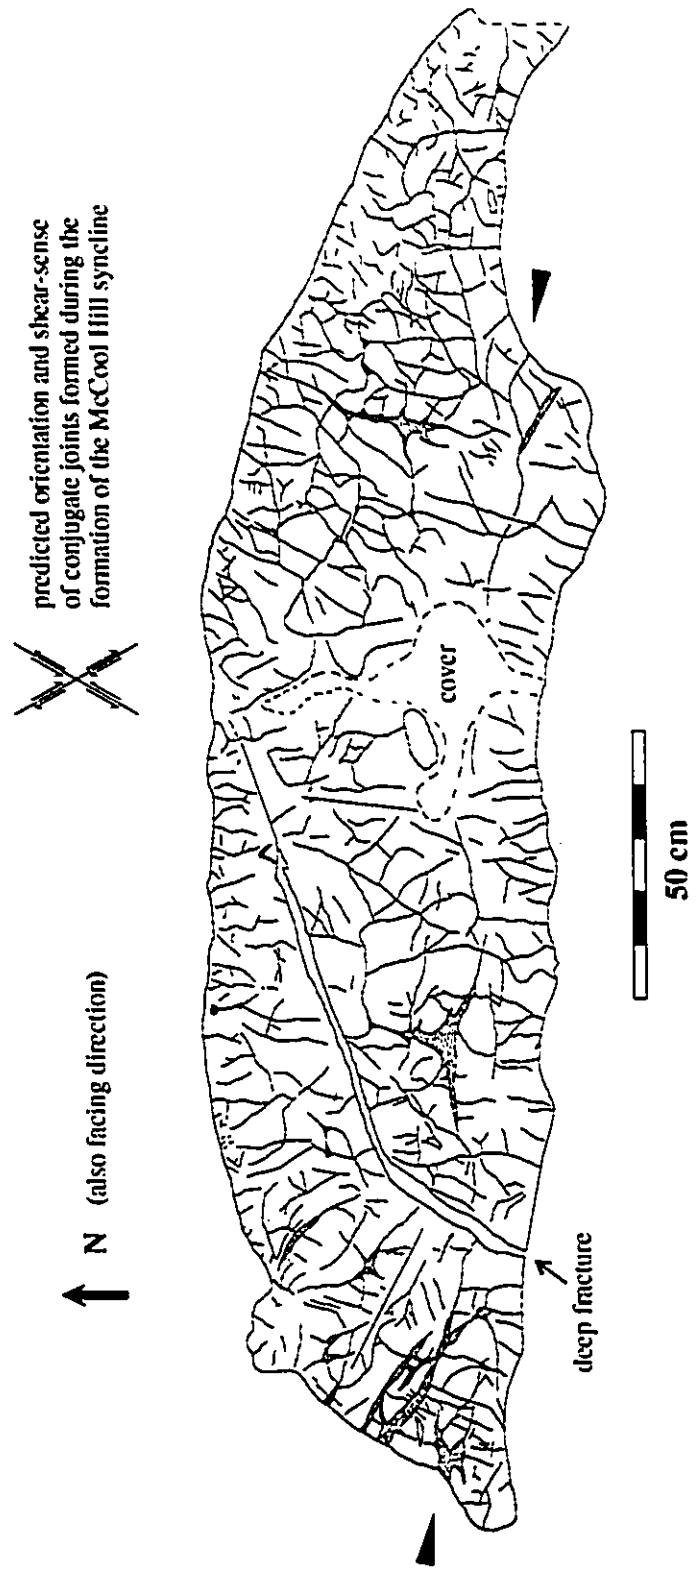 N (also facing direction)
predicted orientation and shear-sense
of conjugate joints formed during the
formation of the McCool Hill syncline
cover
deep fracture
50 cm